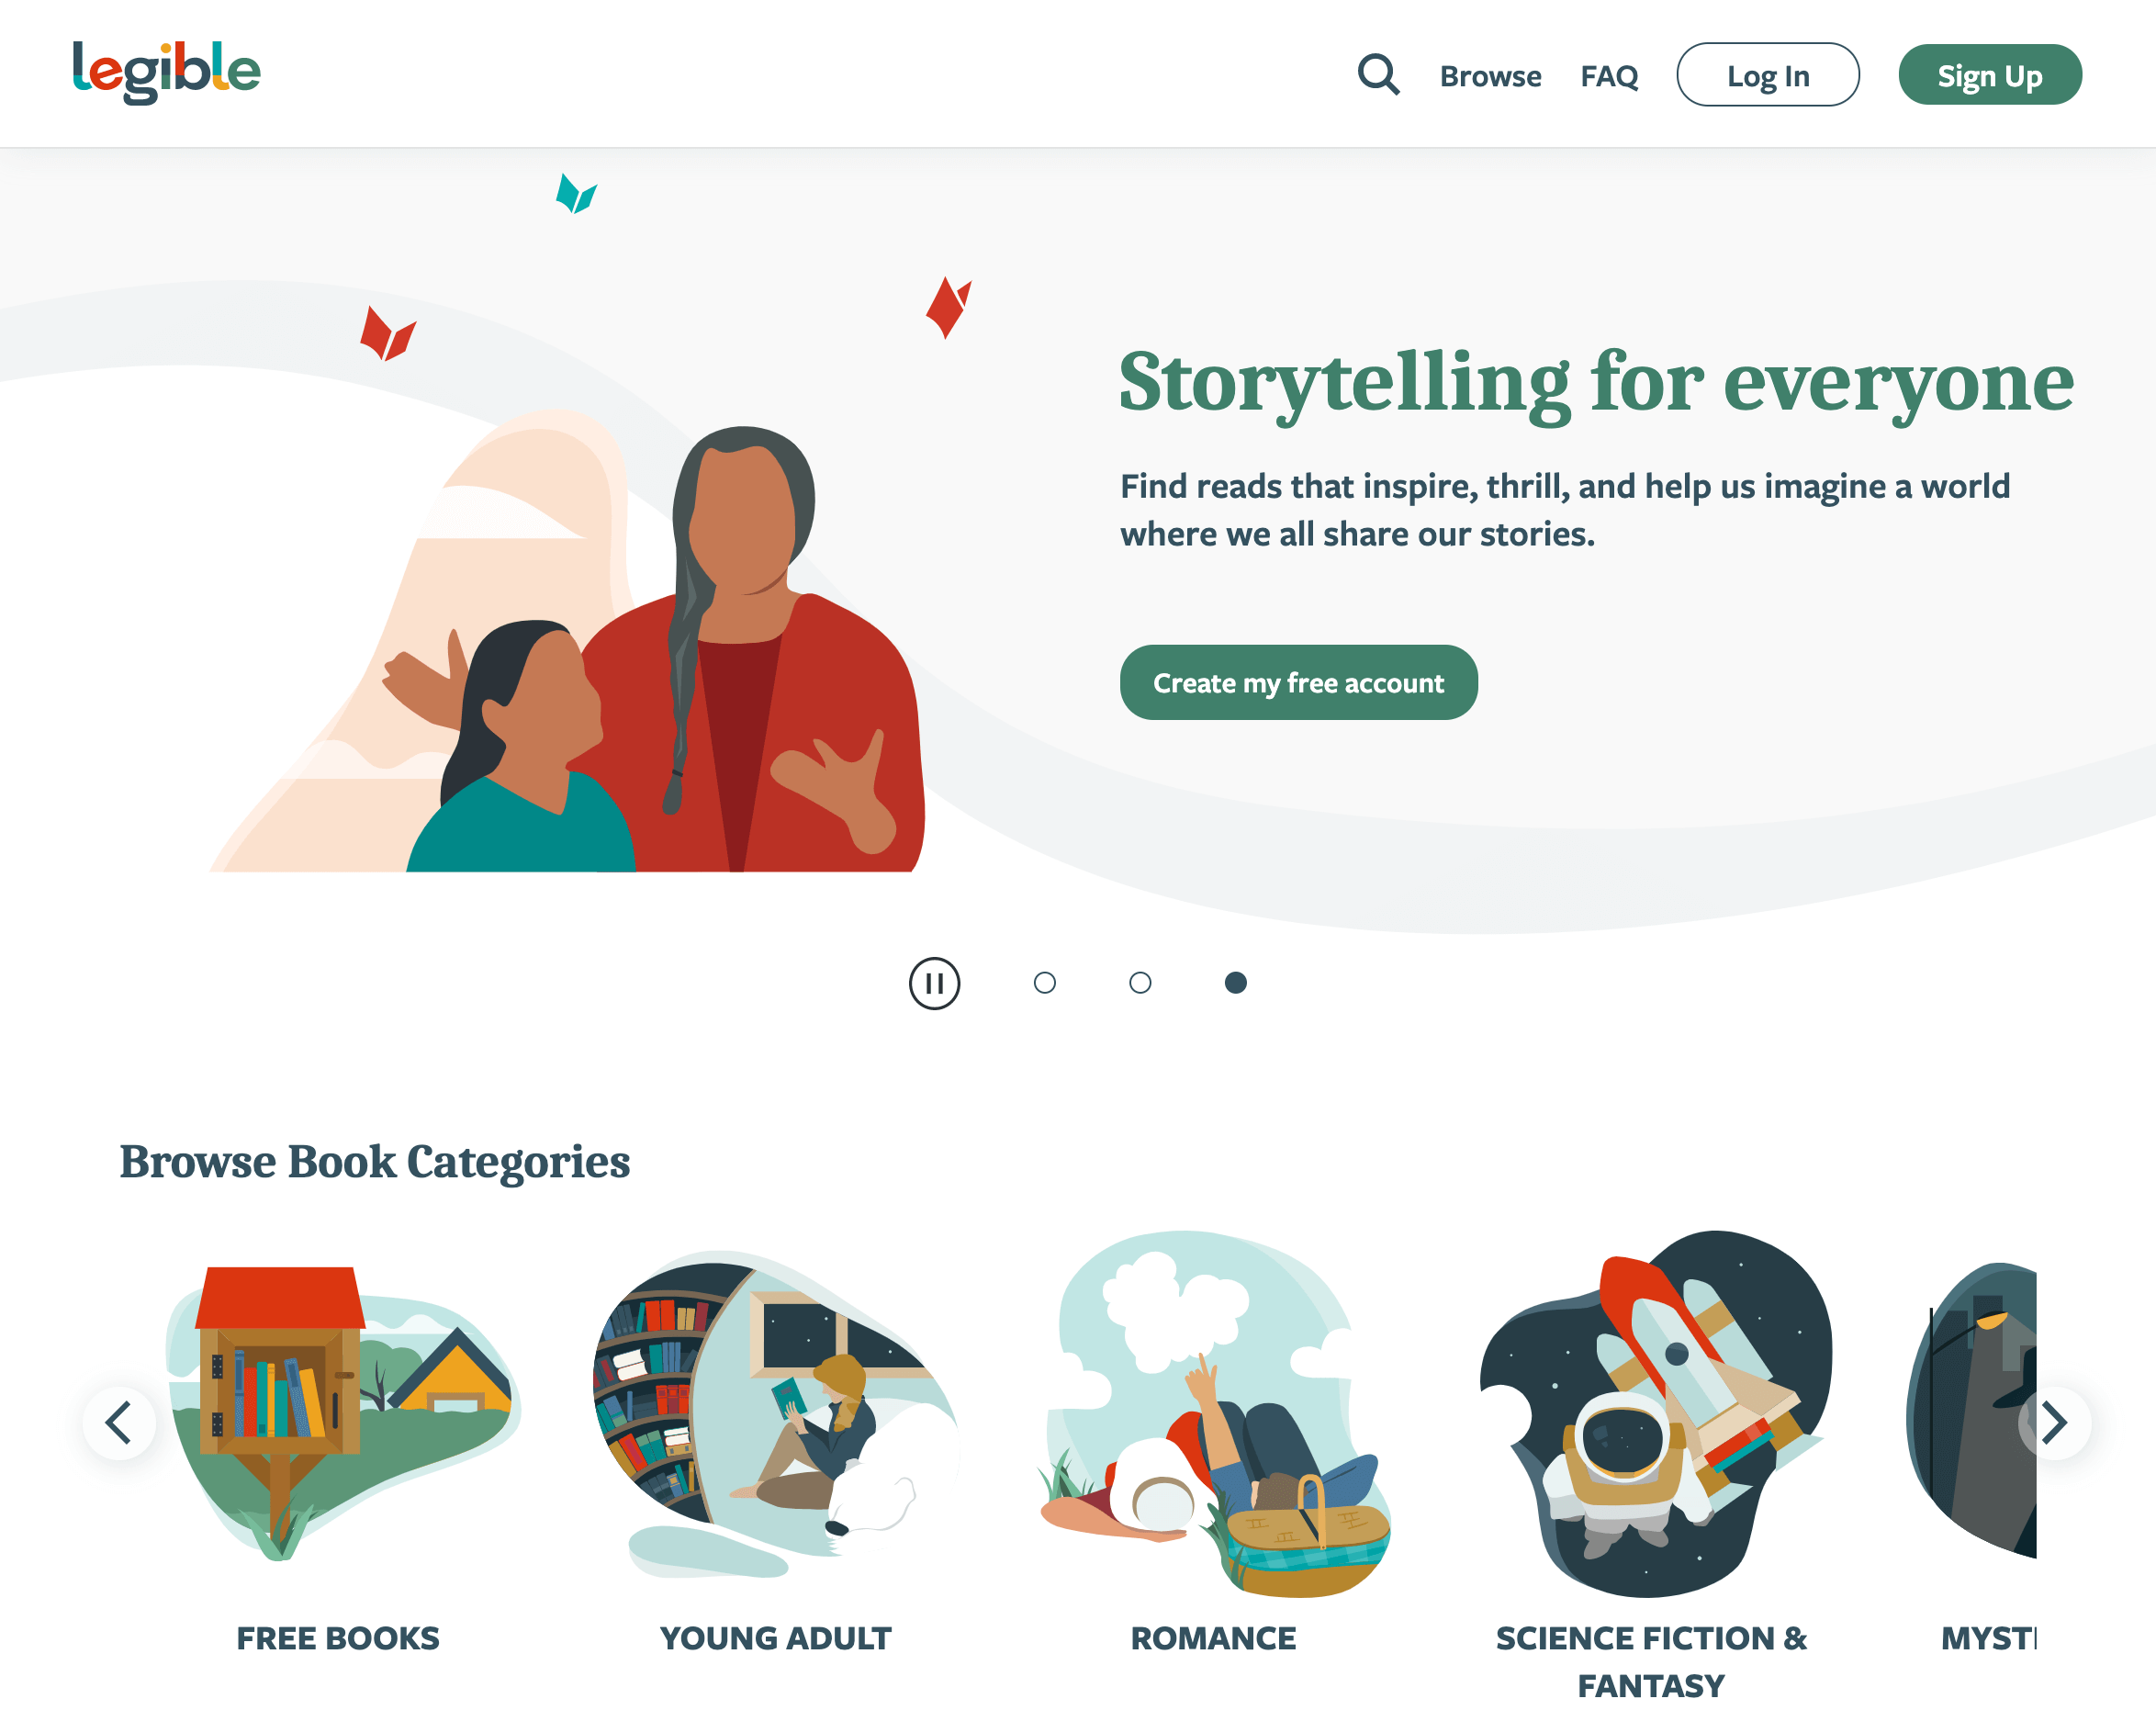 legible
Browse
FAQ
Log In
Sign Up
Storytelling for everyone
Find reads that inspire, thrill, and help us imagine a world
where we all share our stories.
Create my free account
Browse Book Categories
FREE BOOKS
YOUNG ADULT
ROMANCE
SCIENCE FICTION &
FANTASY